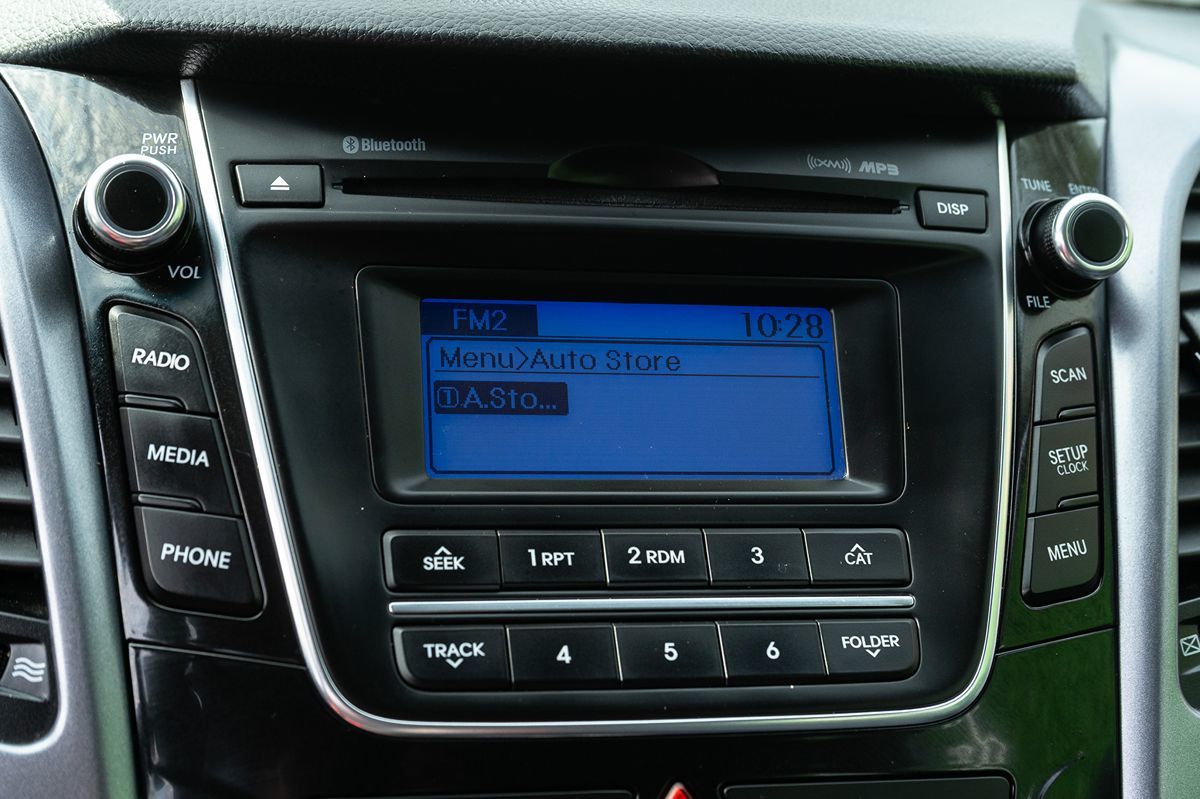 PWR
PUSH
VOL
Bluetooth
((XM)) MP3
DISP
TUNE ENTER
FILE
RADIO
MEDIA
PHONE
FM2 10:28
Menu>Auto Store
①A.Sto...
SCAN
SETUP
CLOCK
MENU
SEEK 1 RPT 2 RDM 3 CAT
TRACK 4 5 6 FOLDER